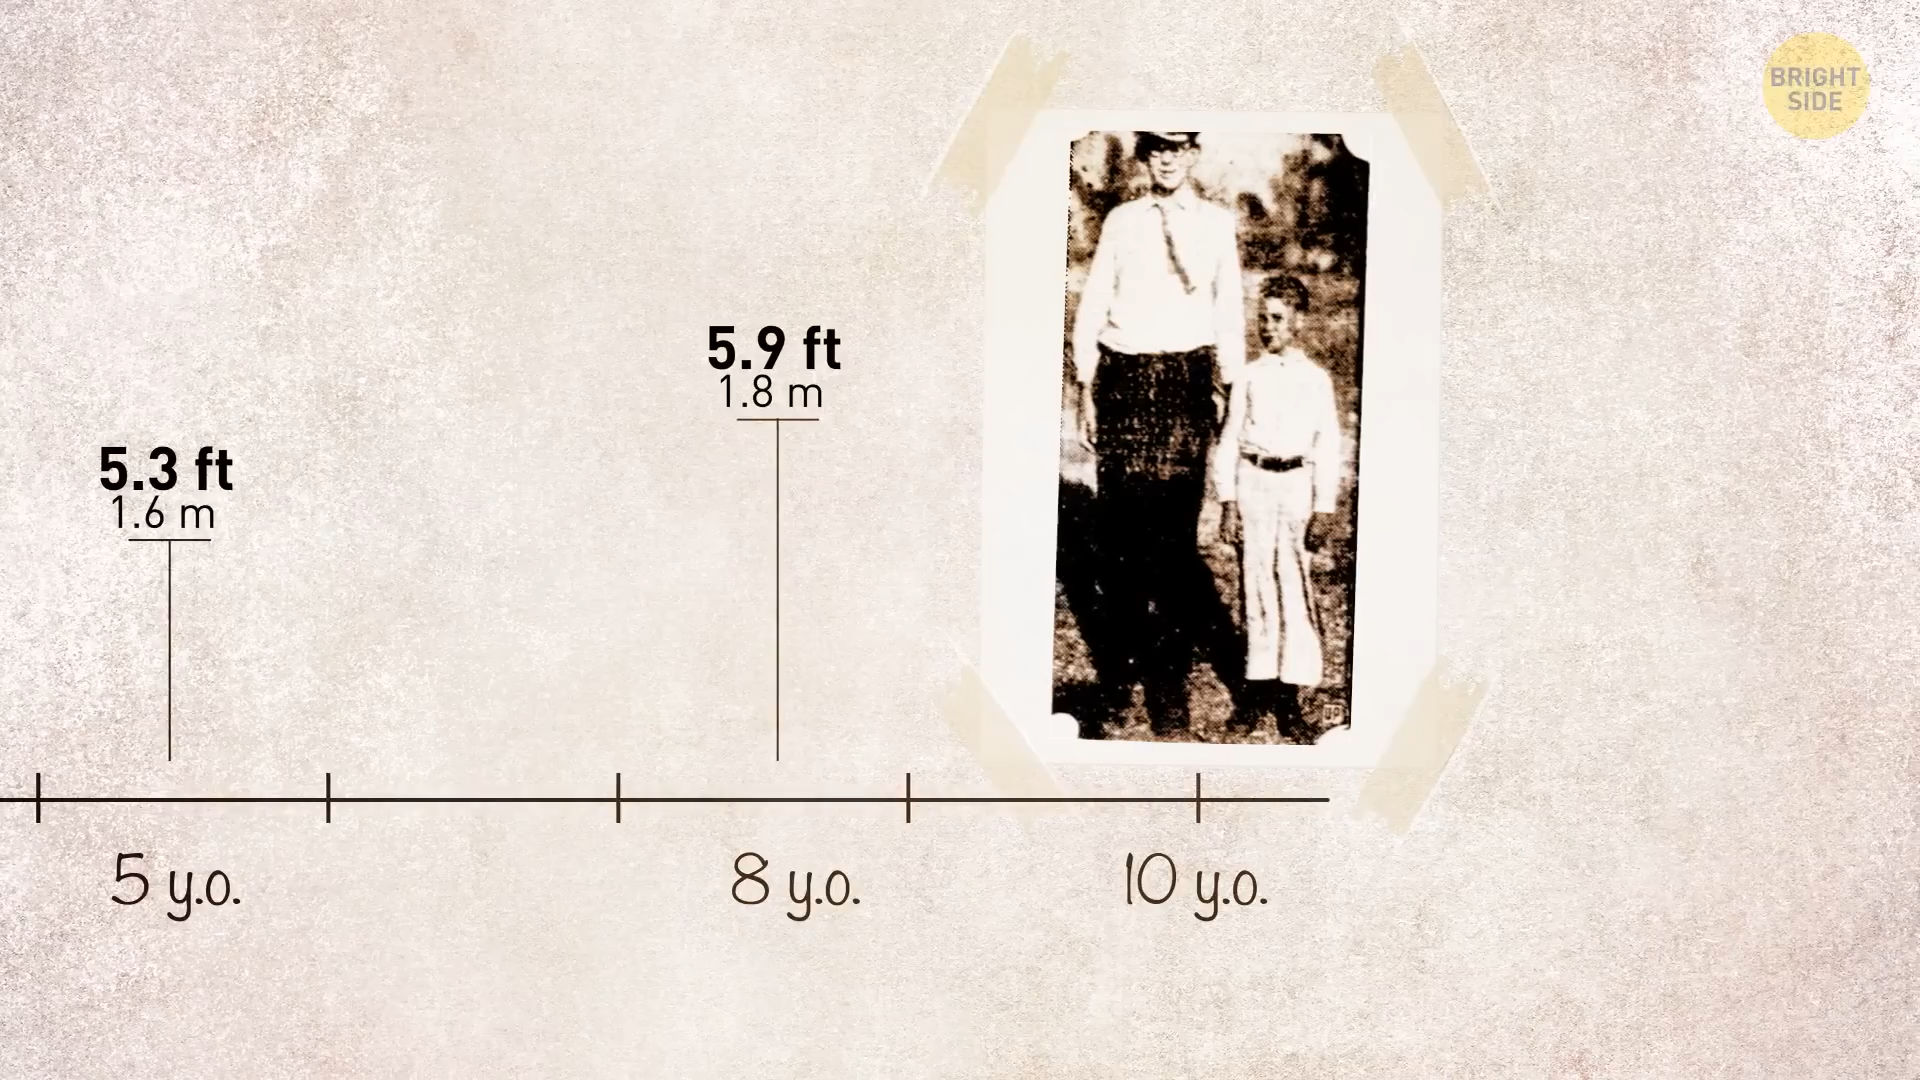 BRIGHT
SIDE
5.9 ft
1.8 m
5.3 ft
1.6 m
5 y.o.
8 y.o.
10 y.o.